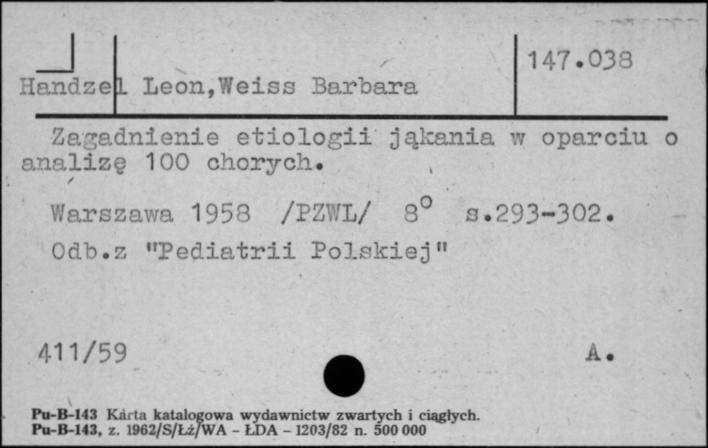 147.038
Handzel Leon,Weiss Barbara
Zagadnienie etiologii jąkania w oparciu o
analizę 100 chorych.
Warszawa 1958 /PZWL/ 8° s.293-302.
Odb.z "Pediatrii Polskiej"
411/59 A.
Pu-B-143 Karta katalogowa wydawnictw zwartych i ciągłych.
Pu-B-143, z. 1962/S/Łż/WA – ŁDA – 1203/82 n. 500 000